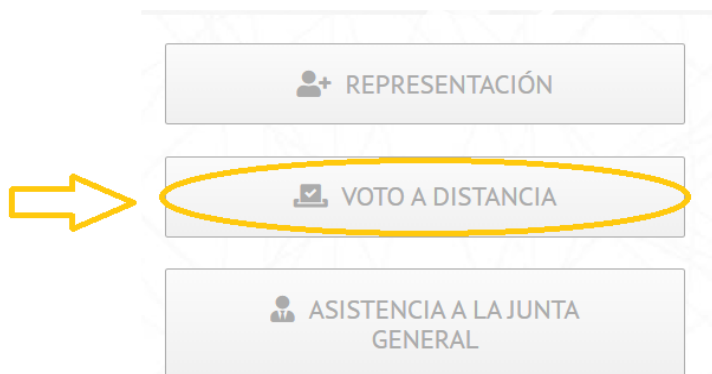 REPRESENTACIÓN
VOTO A DISTANCIA
ASISTENCIA A LA JUNTA
GENERAL